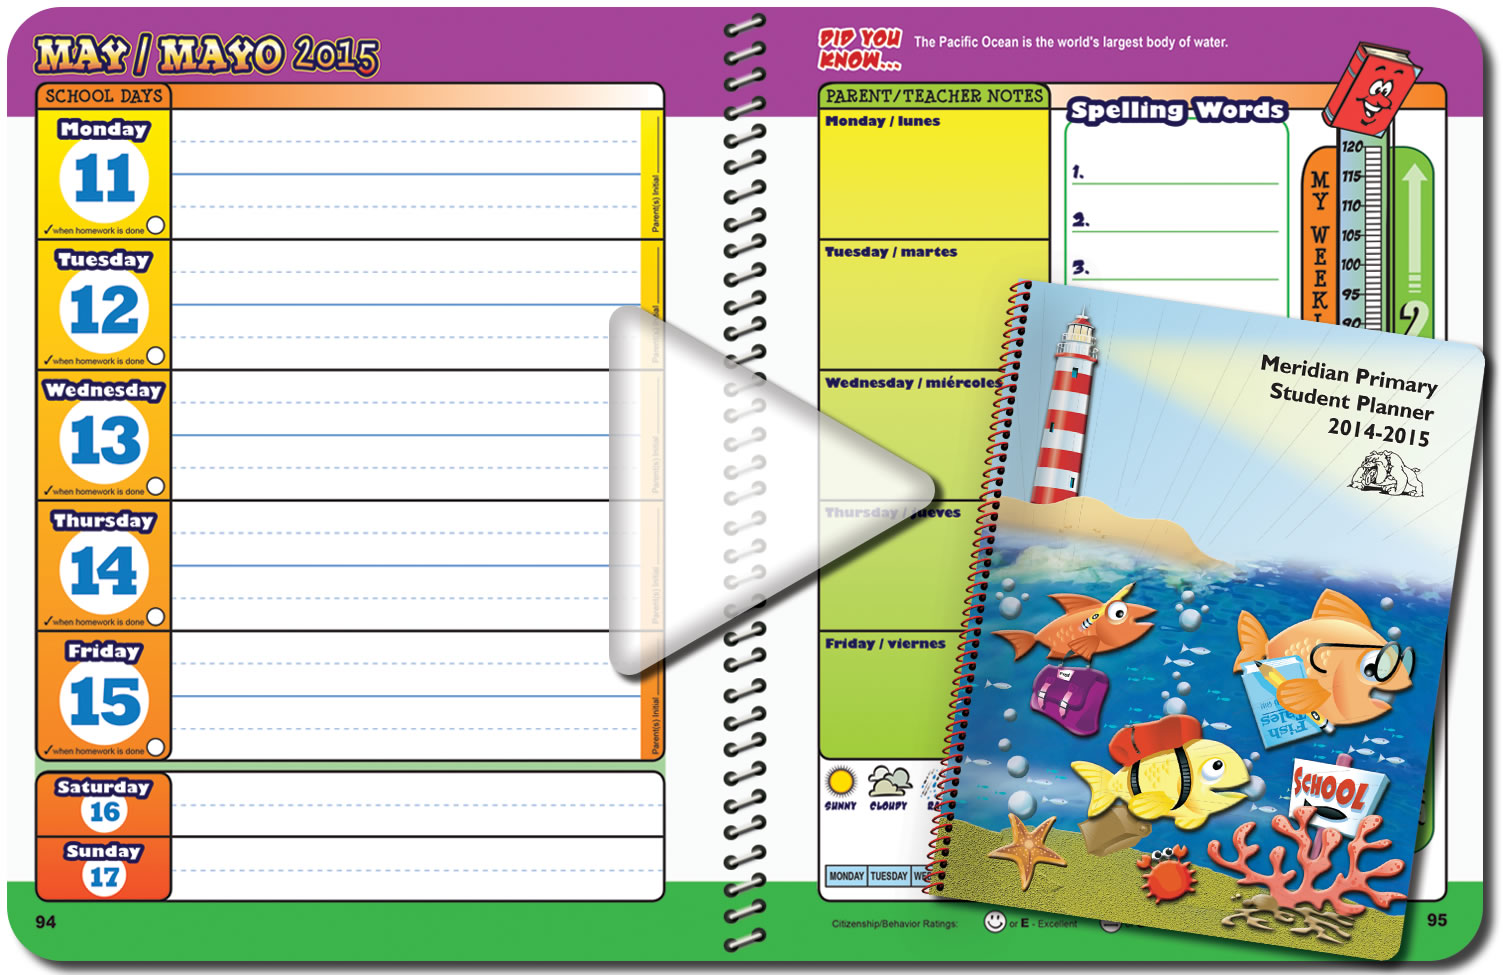 MAY / MAYO 2015
SCHOOL DAYS
Monday
11
✓when homework is done
Parent(s) Initial
Tuesday
12
✓when homework is done
Parent(s) Initial
Wednesday
13
✓when homework is done
Parent(s) Initial
Thursday
14
✓when homework is done
Parent(s) Initial
Friday
15
✓when homework is done
Parent(s) Initial
Saturday
16
Sunday
17
94
DID YOU
KNOW...
The Pacific Ocean is the world's largest body of water.
PARENT/TEACHER NOTES
Monday / lunes
Tuesday / martes
Wednesday / miércoles
Thursday / jueves
Friday / viernes
SUNNY
CLOUDY
MONDAY
TUESDAY
Citizenship/Behavior Ratings:
or E - Excellent
Spelling Words
1.
2.
3.
MY WEEKL
120
115
110
105
100
95
90
95
Meridian Primary
Student Planner
2014-2015
Fish
Tales
SCHOOL